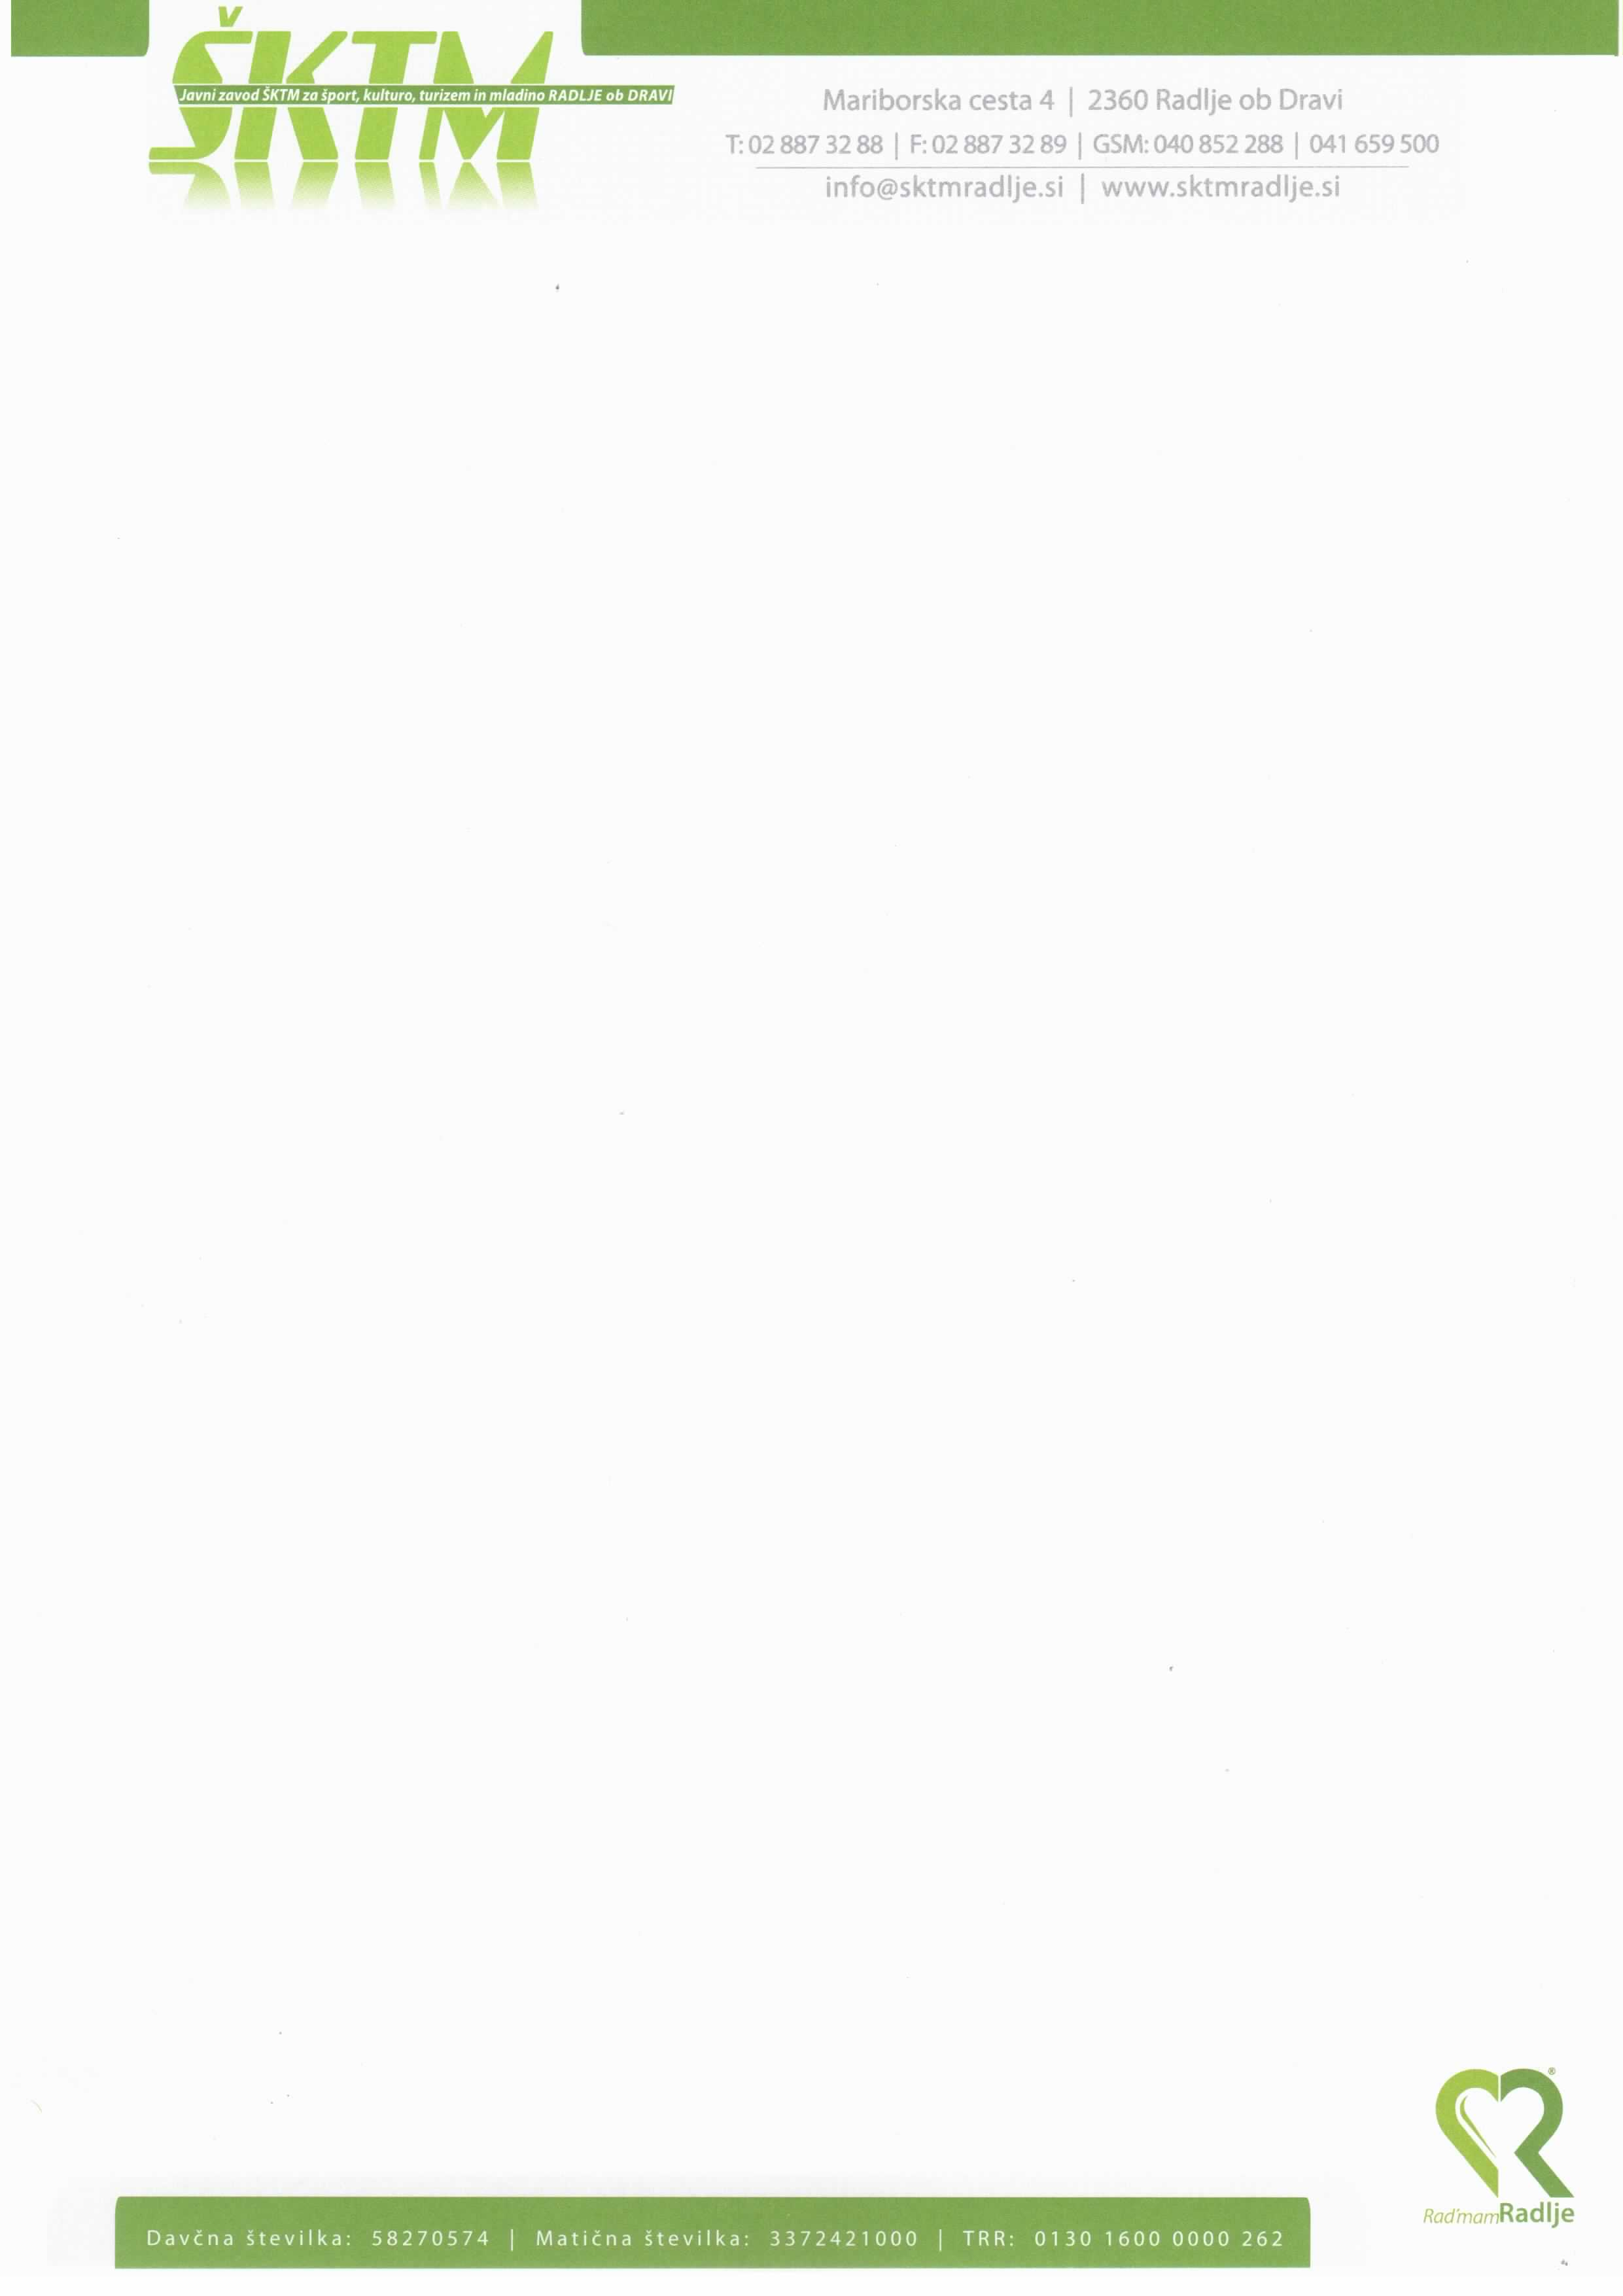 ŠKTM
Javni zavod ŠKTM za šport, kulturo, turizem in mladino RADLJE ob DRAVI
Mariborska cesta 4 | 2360 Radlje ob Dravi
T: 02 887 32 88 | F: 02 887 32 89 | GSM: 040 852 288 | 041 659 500
info@sktmradlje.si | www.sktmradlje.si
®
Rad'mamRadlje
Davčna številka: 58270574 | Matična številka: 3372421000 | TRR: 0130 1600 0000 262